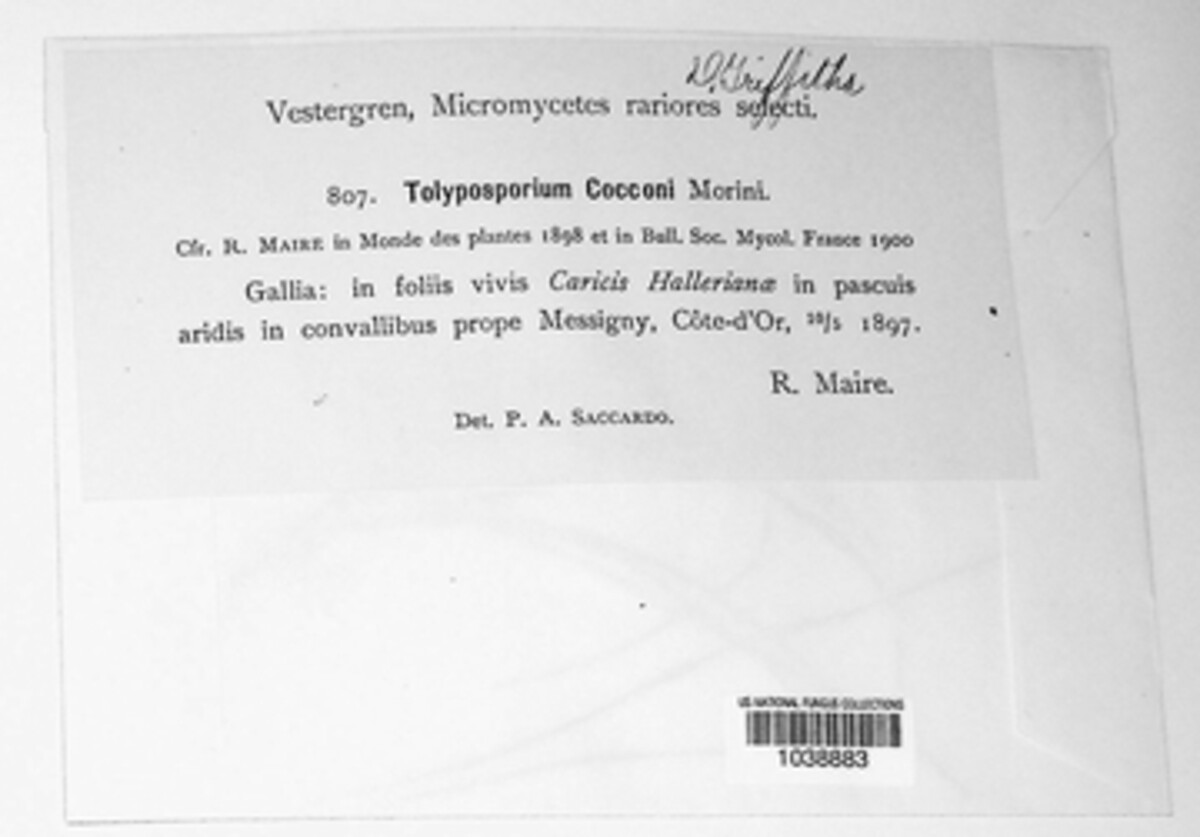 D. Griffiths
Vestergren, Micromycetes rariores selecti.
807. Tolyposporium Cocconi Morini.
Cfr. R. MAIRE in Monde des plantes 1898 et in Bull. Soc. Mycol. France 1900
Gallia: in foliis vivis Caricis Hallerianæ in pascuis
aridis in convallibus prope Messigny, Côte-d'Or, /5 1897.
R. Maire.
Det. P. A. SACCARDO.
US NATIONAL FUNGUS COLLECTIONS
1038883